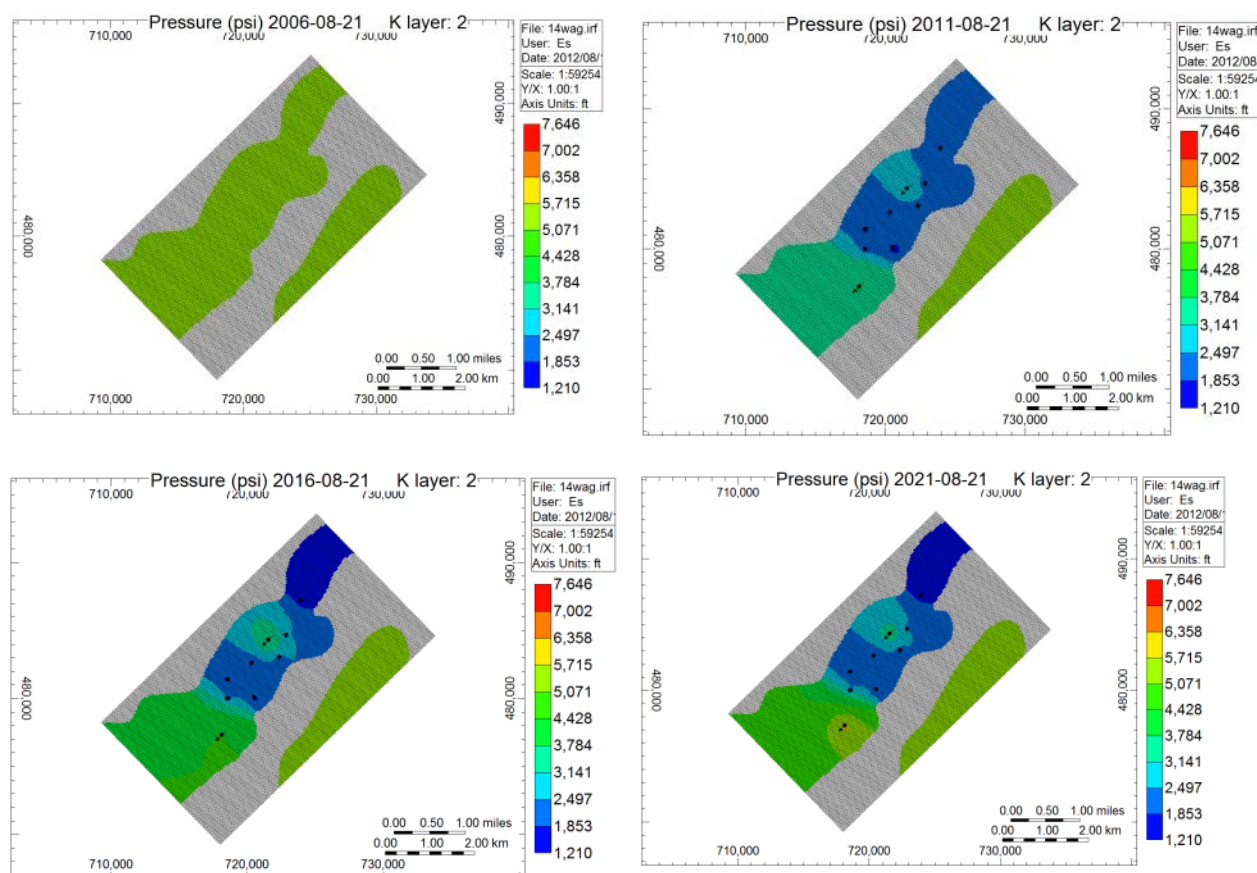 Pressure (psi) 2006-08-21 K layer: 2
710,000 720,000 730,000
File: 14wag.irf
User: Es
Date: 2012/08/
Scale: 1:59254
Y/X: 1.00:1
Axis Units: ft
490,000
480,000
480,000
7,646
7,002
6,358
5,715
5,071
4,428
3,784
3,141
2,497
1,853
1,210
0.00 0.50 1.00 miles
0.00 1.00 2.00 km
710,000 720,000 730,000
Pressure (psi) 2011-08-21 K layer: 2
710,000 720,000 730,000
File: 14wag.irf
User: Es
Date: 2012/08
Scale: 1:59254
Y/X: 1.00:1
Axis Units: ft
490,000
480,000
480,000
7,646
7,002
6,358
5,715
5,071
4,428
3,784
3,141
2,497
1,853
1,210
0.00 0.50 1.00 miles
0.00 1.00 2.00 km
710,000 720,000 730,000
Pressure (psi) 2016-08-21 K layer: 2
710,000 720,000 730,000
File: 14wag.irf
User: Es
Date: 2012/08/
Scale: 1:59254
Y/X: 1.00:1
Axis Units: ft
490,000
480,000
480,000
7,646
7,002
6,358
5,715
5,071
4,428
3,784
3,141
2,497
1,853
1,210
0.00 0.50 1.00 miles
0.00 1.00 2.00 km
710,000 720,000 730,000
Pressure (psi) 2021-08-21 K layer: 2
710,000 720,000 730,000
File: 14wag.irf
User: Es
Date: 2012/08/
Scale: 1:59254
Y/X: 1.00:1
Axis Units: ft
490,000
480,000
480,000
7,646
7,002
6,358
5,715
5,071
4,428
3,784
3,141
2,497
1,853
1,210
0.00 0.50 1.00 miles
0.00 1.00 2.00 km
710,000 720,000 730,000